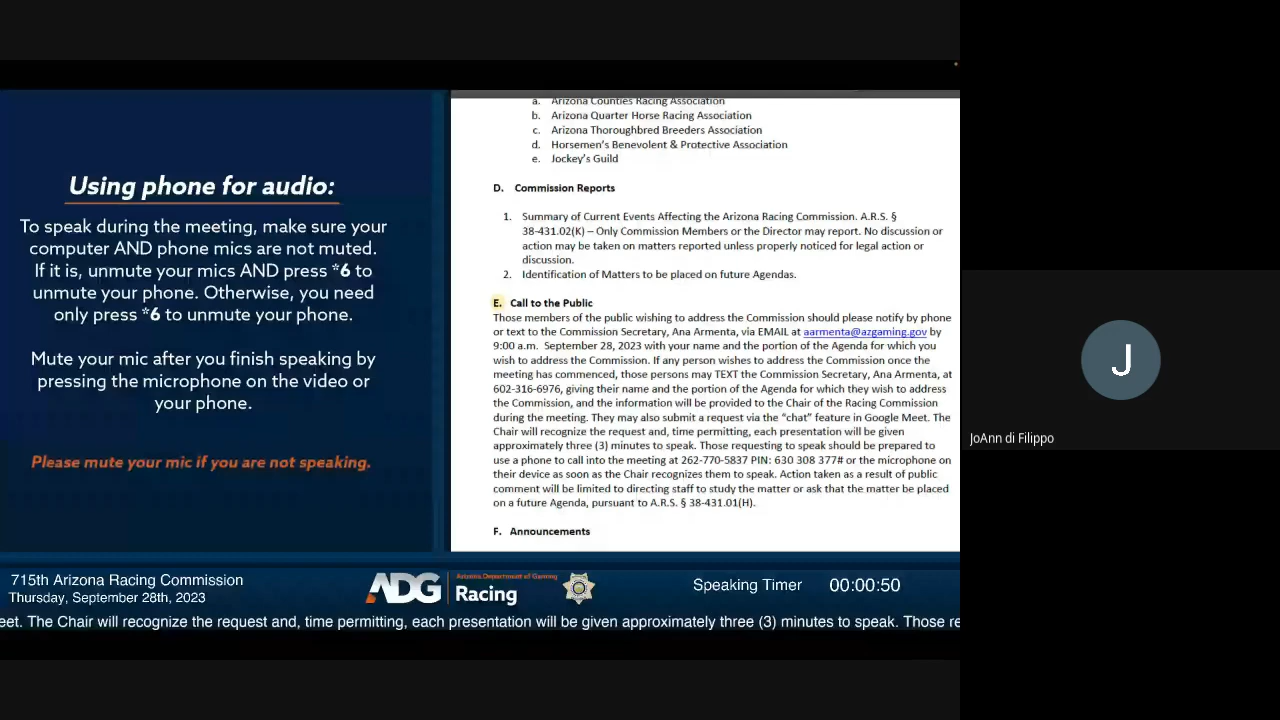 Using phone for audio:
To speak during the meeting, make sure your
computer AND phone mics are not muted.
If it is, unmute your mics AND press *6 to
unmute your phone. Otherwise, you need
only press *6 to unmute your phone.
Mute your mic after you finish speaking by
pressing the microphone on the video or
your phone.
Please mute your mic if you are not speaking.
a. Arizona Counties Racing Association
b. Arizona Quarter Horse Racing Association
c. Arizona Thoroughbred Breeders Association
d. Horsemen's Benevolent & Protective Association
e. Jockey's Guild
D. Commission Reports
1. Summary of Current Events Affecting the Arizona Racing Commission. A.R.S. §
38-431.02(K) – Only Commission Members or the Director may report. No discussion or
action may be taken on matters reported unless properly noticed for legal action or
discussion.
2. Identification of Matters to be placed on future Agendas.
E. Call to the Public
Those members of the public wishing to address the Commission should please notify by phone
or text to the Commission Secretary, Ana Armenta, via EMAIL at aarmenta@azgaming.gov by
9:00 a.m. September 28, 2023 with your name and the portion of the Agenda for which you
wish to address the Commission. If any person wishes to address the Commission once the
meeting has commenced, those persons may TEXT the Commission Secretary, Ana Armenta, at
602-316-6976, giving their name and the portion of the Agenda for which they wish to address
the Commission, and the information will be provided to the Chair of the Racing Commission
during the meeting. They may also submit a request via the "chat" feature in Google Meet. The
Chair will recognize the request and, time permitting, each presentation will be given
approximately three (3) minutes to speak. Those requesting to speak should be prepared to
use a phone to call into the meeting at 262-770-5837 PIN: 630 308 377# or the microphone on
their device as soon as the Chair recognizes them to speak. Action taken as a result of public
comment will be limited to directing staff to study the matter or ask that the matter be placed
on a future Agenda, pursuant to A.R.S. § 38-431.01(H).
F. Announcements
J
JoAnn di Filippo
715th Arizona Racing Commission
Thursday, September 28th, 2023
ADG
Arizona Department of Gaming
Racing
Speaking Timer 00:00:50
eet. The Chair will recognize the request and, time permitting, each presentation will be given approximately three (3) minutes to speak. Those re